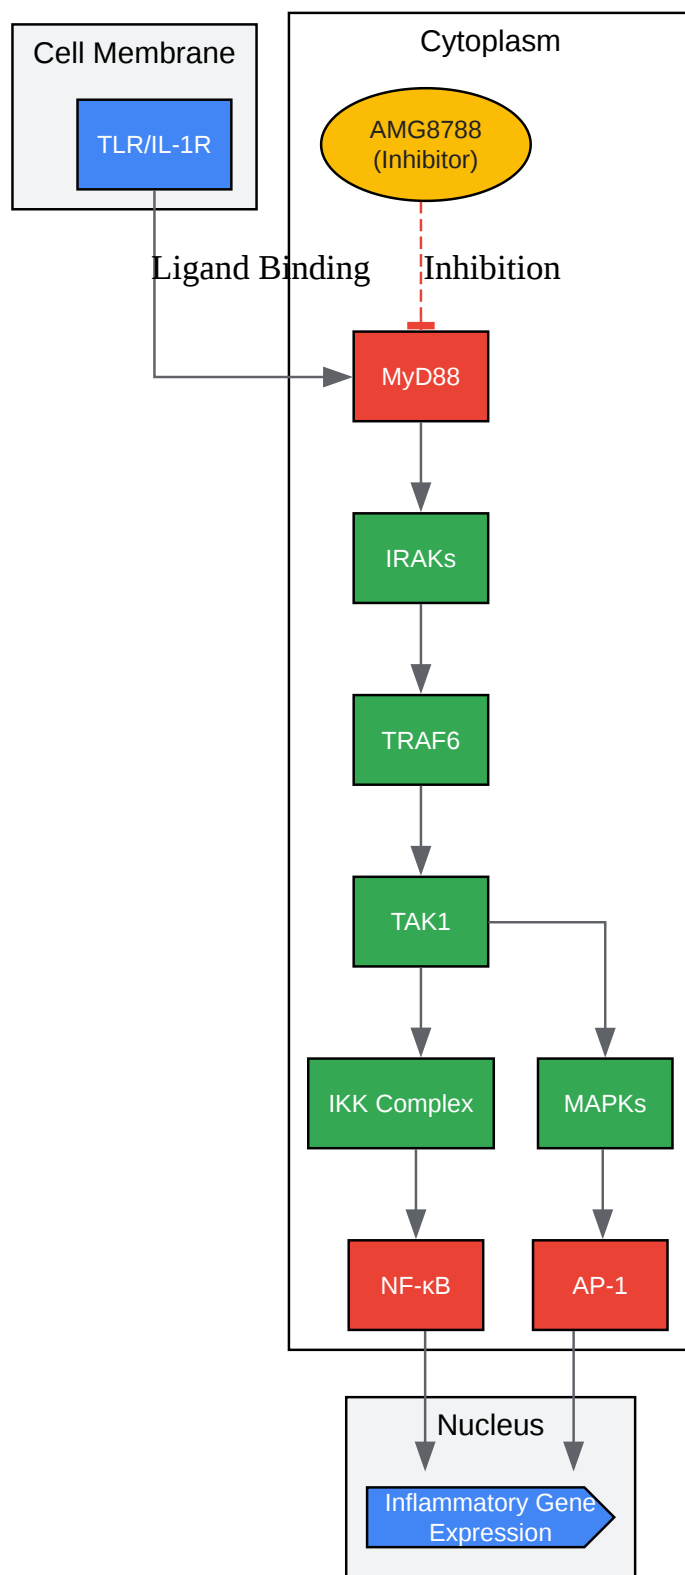 Cell Membrane
TLR/IL-1R
Cytoplasm
AMG8788
(Inhibitor)
Ligand Binding
Inhibition
MyD88
IRAKs
TRAF6
TAK1
IKK Complex
MAPKs
NF-κB
AP-1
Nucleus
Inflammatory Gene
Expression